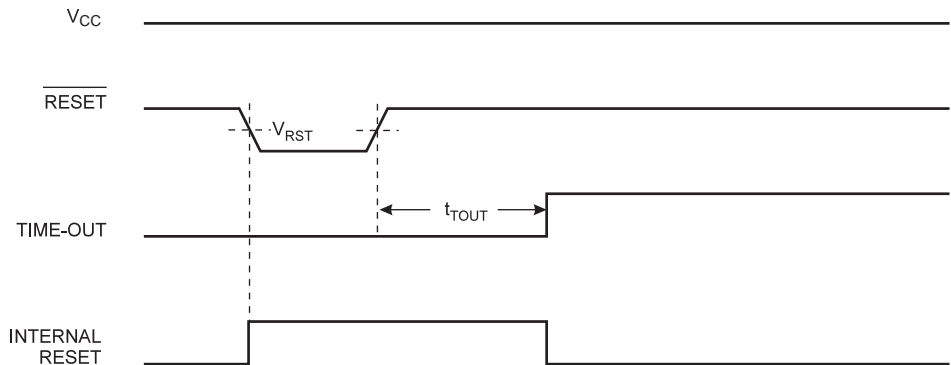 VCC
RESET
VRST
tTOUT
TIME-OUT
INTERNAL
RESET